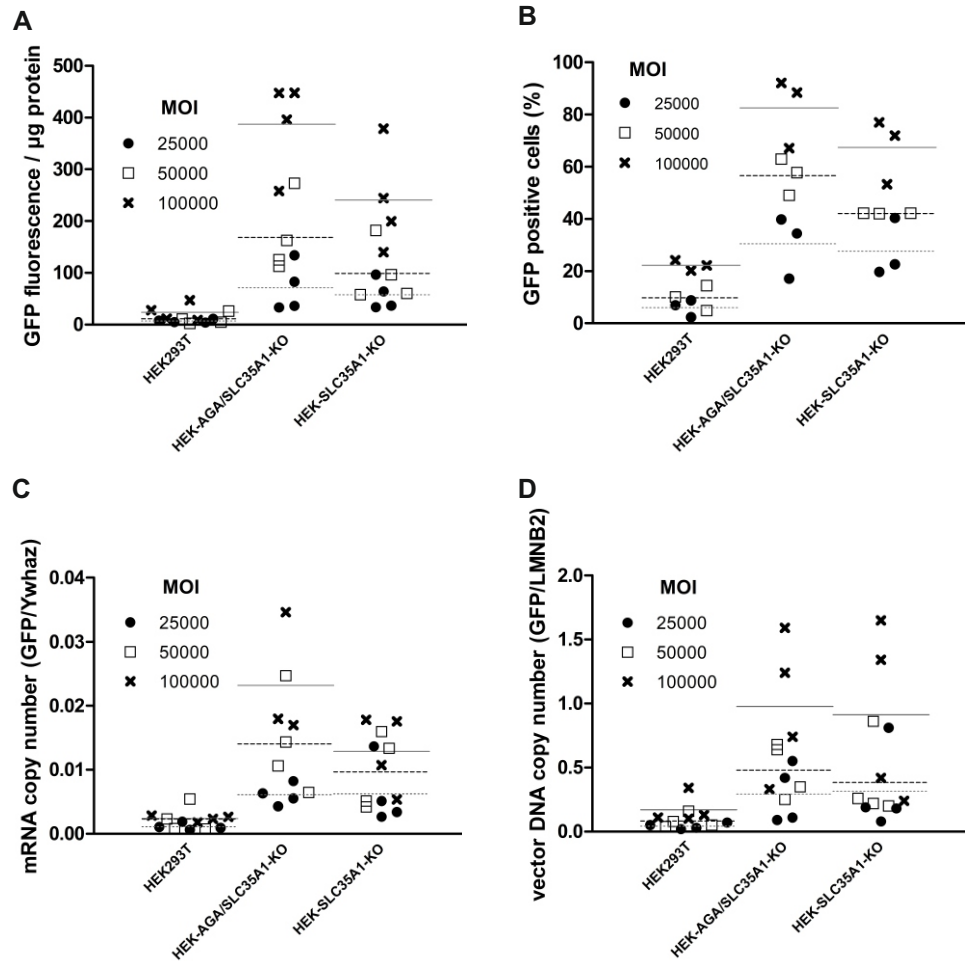 A
GFP fluorescence / µg protein
500
400
300
200
100
0
MOI
25000
50000
100000
HEK293T
HEK-AGA/SLC35A1-KO
HEK-SLC35A1-KO
B
GFP positive cells (%)
100
80
60
40
20
0
MOI
25000
50000
100000
HEK293T
HEK-AGA/SLC35A1-KO
HEK-SLC35A1-KO
C
mRNA copy number (GFP/Ywhaz)
0.04
0.03
0.02
0.01
0.00
MOI
25000
50000
100000
HEK293T
HEK-AGA/SLC35A1-KO
HEK-SLC35A1-KO
D
vector DNA copy number (GFP/LMNB2)
2.0
1.5
1.0
0.5
0.0
MOI
25000
50000
100000
HEK293T
HEK-AGA/SLC35A1-KO
HEK-SLC35A1-KO